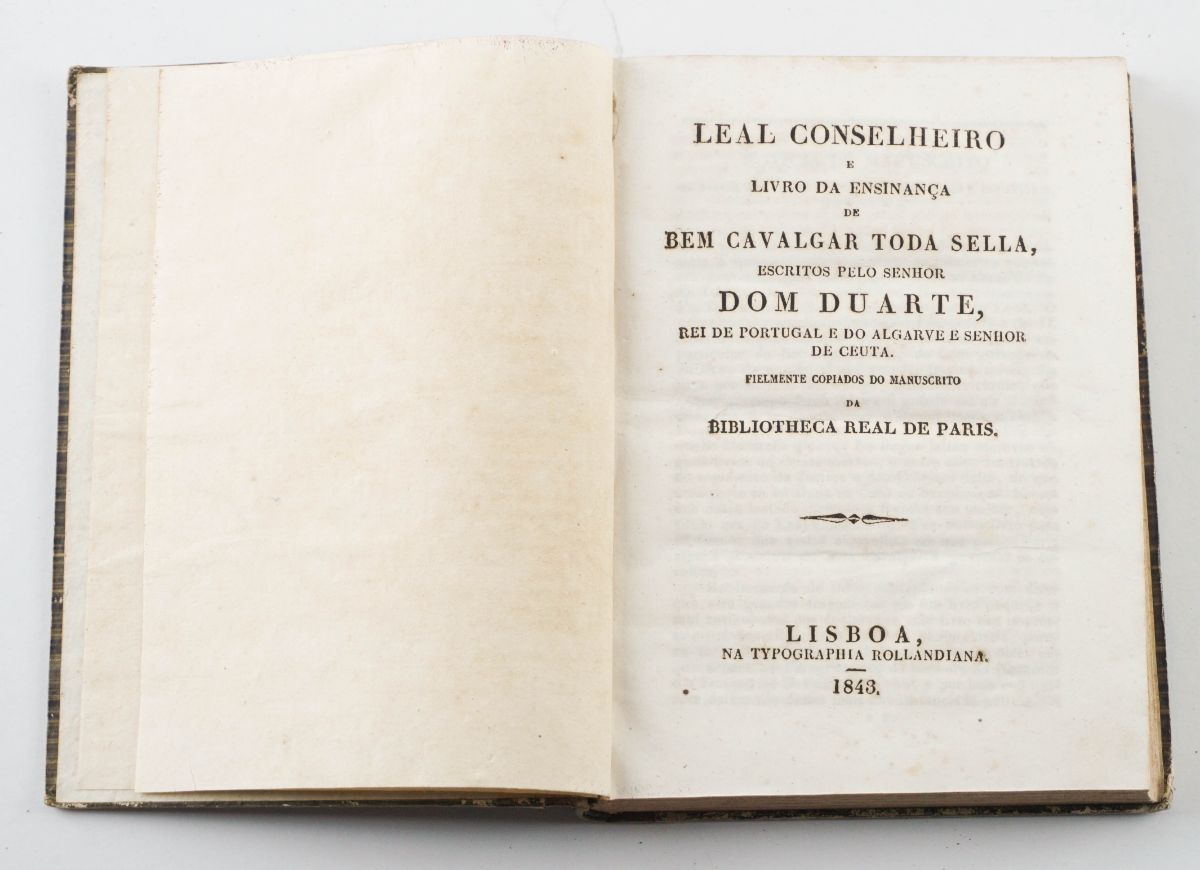 LEAL CONSELHEIRO
E
LIVRO DA ENSINANÇA
DE
BEM CAVALGAR TODA SELLA,
ESCRITOS PELO SENHOR
DOM DUARTE,
REI DE PORTUGAL E DO ALGARVE E SENHOR
DE CEUTA.
FIELMENTE COPIADOS DO MANUSCRITO
DA
BIBLIOTHECA REAL DE PARIS.
LISBOA,
NA TYPOGRAPHIA ROLLANDIANA.
1843.